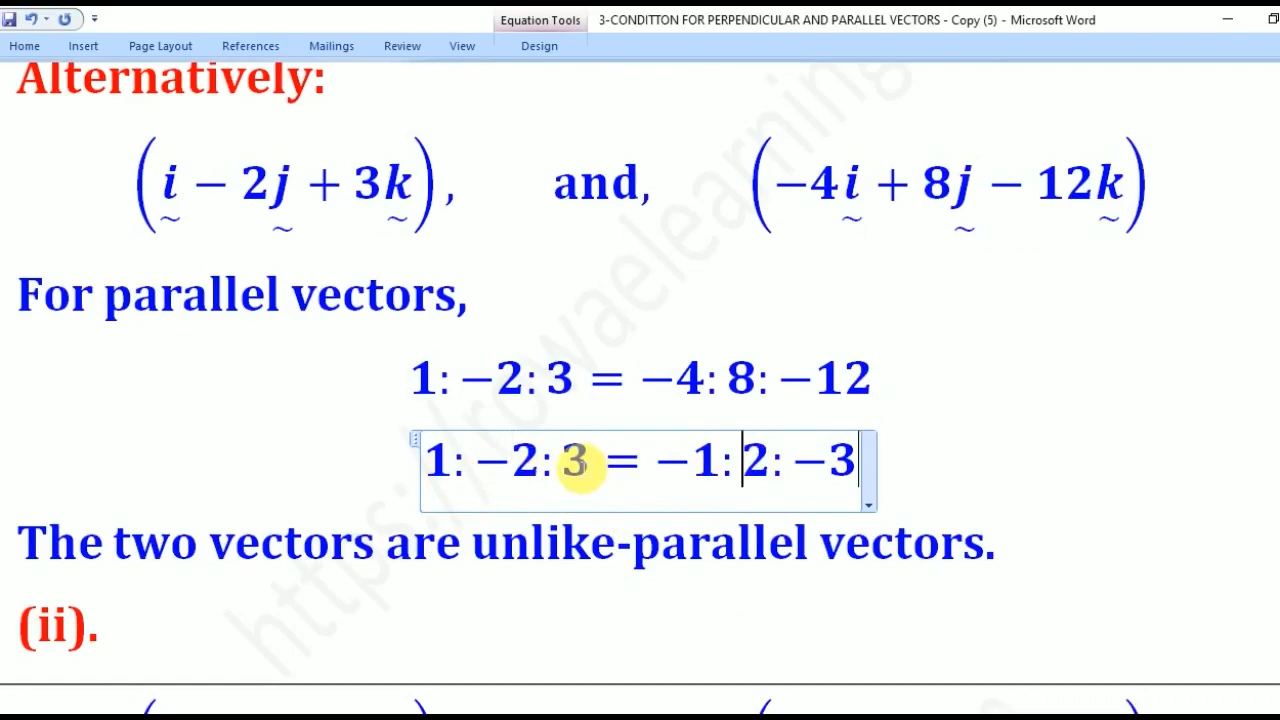 Equation Tools 3-CONDITTON FOR PERPENDICULAR AND PARALLEL VECTORS - Copy (5) - Microsoft Word
Home Insert Page Layout References Mailings Review View Design
Alternatively:
(i − 2j + 3k), and, (−4i + 8j − 12k)
~ ~ ~ ~ ~ ~
For parallel vectors,
1: −2: 3 = −4: 8: −12
1: −2: 3 = −1: 2: −3
The two vectors are unlike-parallel vectors.
(ii).
https://rowaelearning